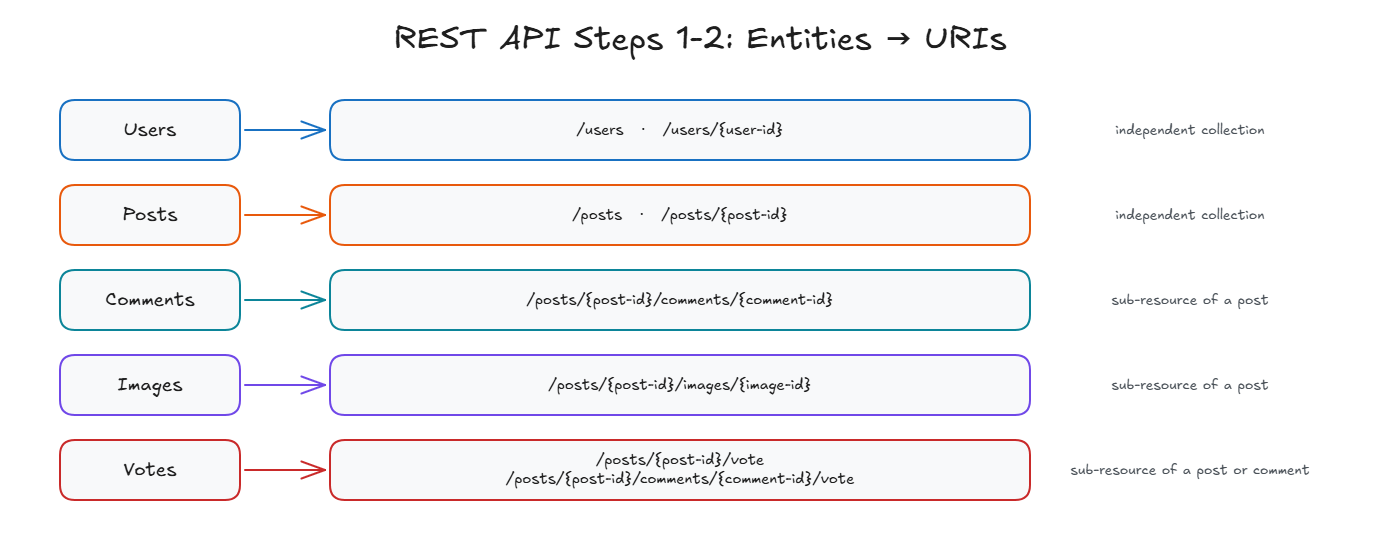 REST API Steps 1-2: Entities → URIs
Users
/users · /users/{user-id}
independent collection
Posts
/posts · /posts/{post-id}
independent collection
Comments
/posts/{post-id}/comments/{comment-id}
sub-resource of a post
Images
/posts/{post-id}/images/{image-id}
sub-resource of a post
Votes
/posts/{post-id}/vote
/posts/{post-id}/comments/{comment-id}/vote
sub-resource of a post or comment